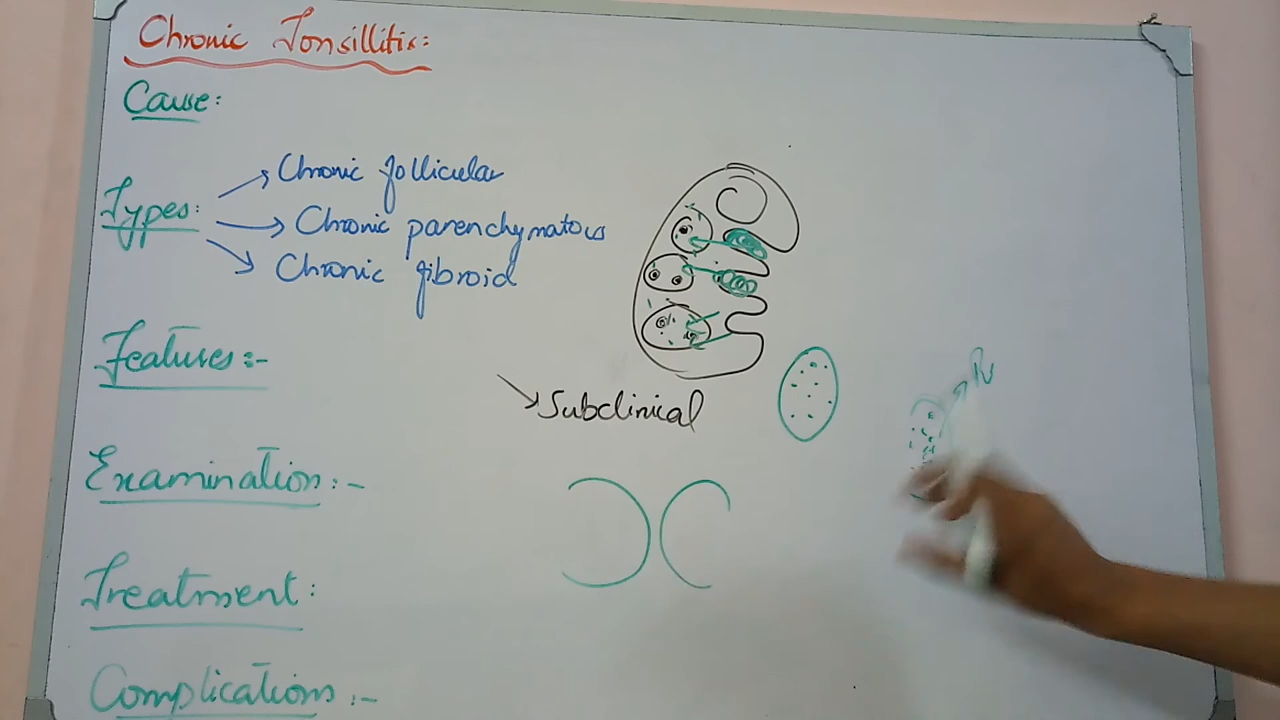 Chronic Tonsillitis:
Cause:
Types:
Chronic follicular
Chronic parenchymatous
Chronic fibroid
Features:-
Subclinical
Examination:-
Treatment:
Complications:-